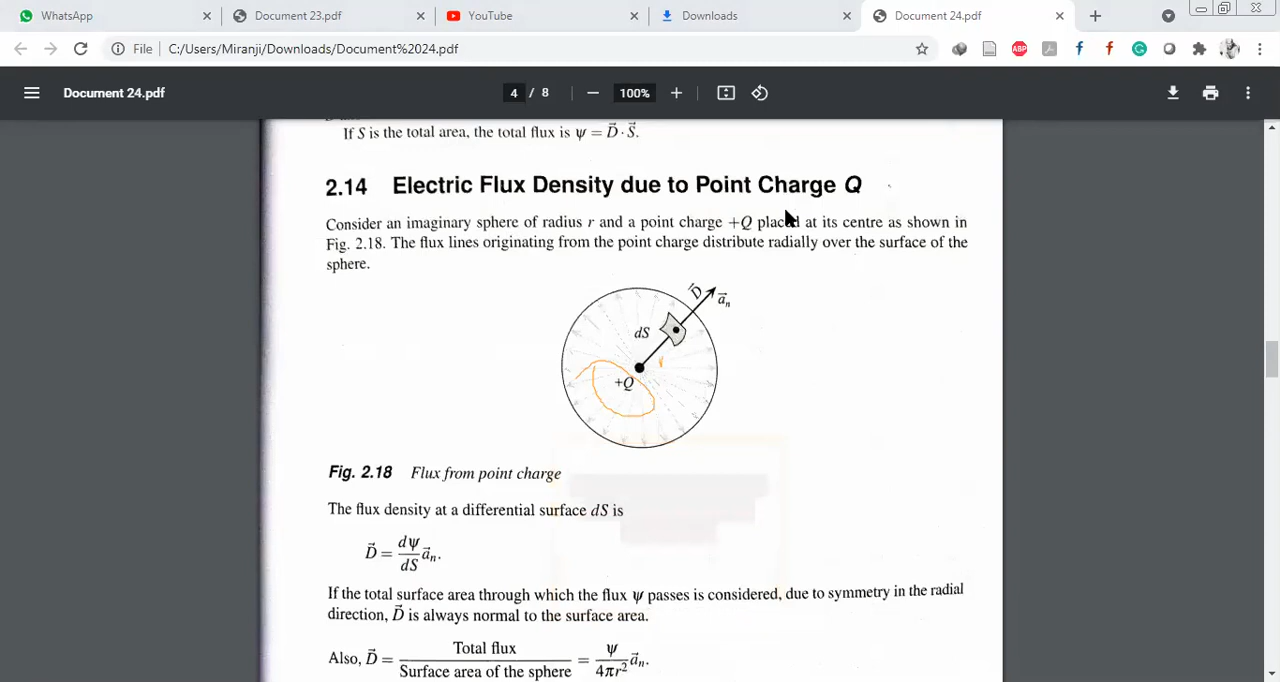 WhatsApp
Document 23.pdf
YouTube
Downloads
Document 24.pdf
File
C:/Users/Miranji/Downloads/Document%2024.pdf
ABP
Document 24.pdf
4 / 8
100%
If S is the total area, the total flux is ψ = D⃗ · S⃗.
2.14 Electric Flux Density due to Point Charge Q
Consider an imaginary sphere of radius r and a point charge +Q placed at its centre as shown in
Fig. 2.18. The flux lines originating from the point charge distribute radially over the surface of the
sphere.
D⃗
a⃗n
dS
+Q
Fig. 2.18 Flux from point charge
The flux density at a differential surface dS is
D⃗ = dψ/dS a⃗n.
If the total surface area through which the flux ψ passes is considered, due to symmetry in the radial
direction, D⃗ is always normal to the surface area.
Also, D⃗ = Total flux / Surface area of the sphere = ψ / 4πr² a⃗n.